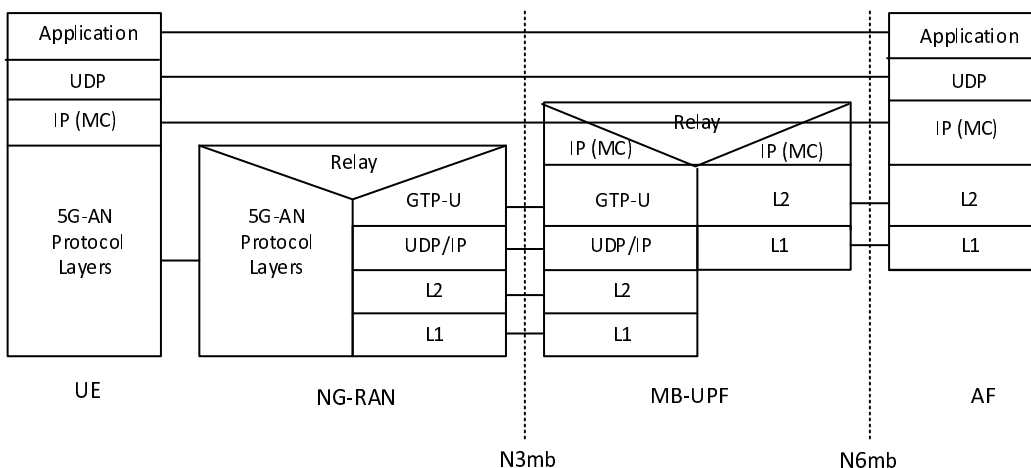 Application
UDP
IP (MC)
5G-AN
Protocol
Layers
UE
Relay
5G-AN
Protocol
Layers
GTP-U
UDP/IP
L2
L1
NG-RAN
N3mb
Relay
IP (MC)
IP (MC)
GTP-U
UDP/IP
L2
L1
L2
L1
MB-UPF
N6mb
Application
UDP
IP (MC)
L2
L1
AF